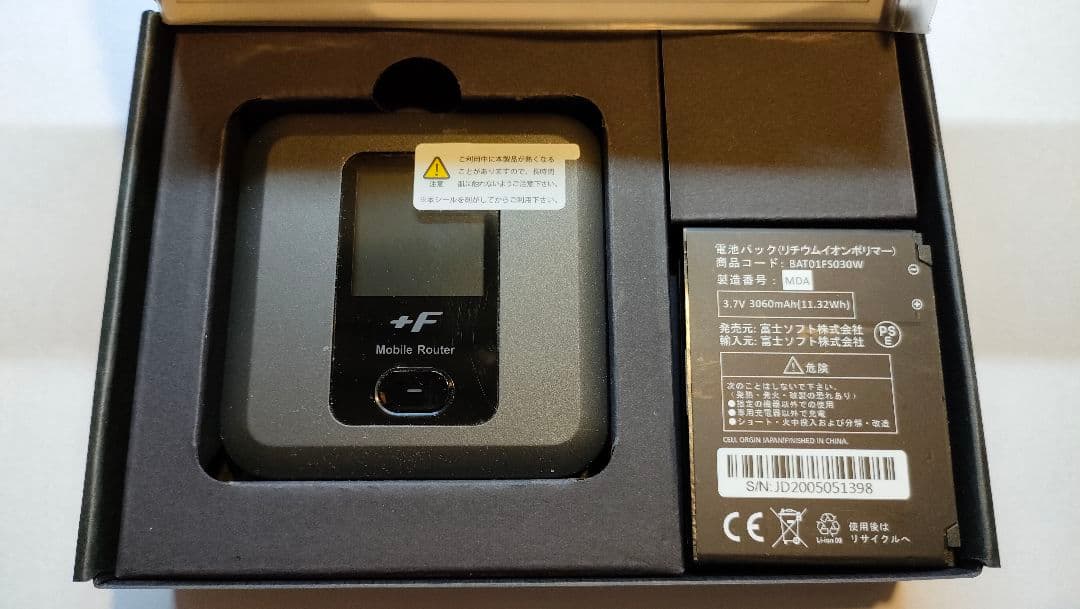 ご利用中に本製品が熱くなる
ことがありますので、長時間
肌に触れないようご注意下さい。
注意
※本シールを剥がしてからご利用下さい。
+F
Mobile Router
電池パック(リチウムイオンポリマー)
商品コード: BAT01FS030W
製造番号: MDA
3.7V 3060mAh(11.32Wh)
発売元: 富士ソフト株式会社
輸入元: 富士ソフト株式会社
PS
E
危険
次のことはしないで下さい。
(発熱・発火・破裂の恐れあり)
●指定の機器以外での使用
●専用充電器以外で充電
●ショート・火中投入および分解・改造
CELL ORGIN JAPAN/FINISHED IN CHINA.
S/N: JD2005051398
CE
Li-ion 00
使用後は
リサイクルへ